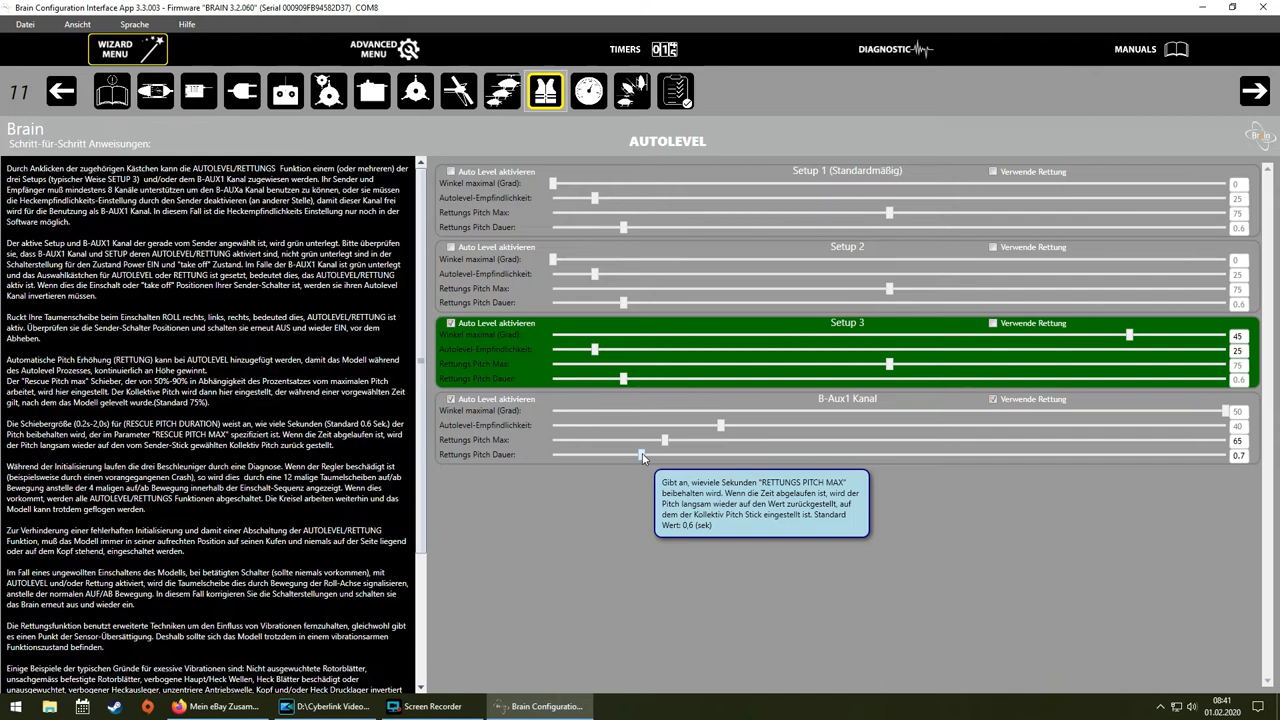 Brain Configuration Interface App 3.3.003 - Firmware "BRAIN 3.2.060" (Serial 000909FB94582D37) COM8
Datei Ansicht Sprache Hilfe
WIZARD
MENU
ADVANCED
MENU
TIMERS
DIAGNOSTIC
MANUALS
11
Brain
Schritt-für-Schritt Anweisungen:
AUTOLEVEL
Brain
Durch Anklicken der zugehörigen Kästchen kann die AUTOLEVEL/RETTUNGS Funktion einem (oder mehreren) der
drei Setups (typischer Weise SETUP 3) und/oder dem B-AUX1 Kanal zugewiesen werden. Ihr Sender und
Empfänger muß mindestens 8 Kanäle unterstützen um den B-AUXa Kanal benutzen zu können, oder sie müssen
die Heckempfindlichkeits-Einstellung durch den Sender deaktivieren (an anderer Stelle), damit dieser Kanal frei
wird für die Benutzung als B-AUX1 Kanal. In diesem Fall ist die Heckempfindlichkeits Einstellung nur noch in der
Software möglich.
Der aktive Setup und B-AUX1 Kanal der gerade vom Sender angewählt ist, wird grün unterlegt. Bitte überprüfen
sie, dass B-AUX1 Kanal und SETUP deren AUTOLEVEL/RETTUNG aktiviert sind, nicht grün unterlegt sind in der
Schalterstellung für den Zustand Power EIN und "take off" Zustand. Im Falle der B-AUX1 Kanal ist grün unterlegt
und das Auswahlkästchen für AUTOLEVEL oder RETTUNG ist gesetzt, bedeutet dies, das AUTOLEVEL/RETTUNG
aktiv ist. Wenn dies die Einschalt oder "take off" Positionen Ihrer Sender-Schalter ist, werden sie ihren Autolevel
Kanal invertieren müssen.
Ruckt Ihre Taumenscheibe beim Einschalten ROLL rechts, links, rechts, bedeutet dies, AUTOLEVEL/RETTUNG ist
aktiv. Überprüfen sie die Sender-Schalter Positionen und schalten sie erneut AUS und wieder EIN, vor dem
Abheben.
Automatische Pitch Erhöhung (RETTUNG) kann bei AUTOLEVEL hinzugefügt werden, damit das Modell während
des Autolevel Prozesses, kontinuierlich an Höhe gewinnt.
Der "Rescue Pitch max" Schieber, der von 50%-90% in Abhängigkeit des Prozentsatzes vom maximalen Pitch
arbeitet, wird hier eingestellt. Der Kollektive Pitch wird dann hier eingestellt, der während einer vorgewählten Zeit
gilt, nach dem das Modell gelevelt wurde.(Standard 75%).
Die Schiebergröße (0.2s-2,0s) für (RESCUE PITCH DURATION) weist an, wie viele Sekunden (Standard 0.6 Sek.) der
Pitch beibehalten wird, der im Parameter "RESCUE PITCH MAX" spezifiziert ist. Wenn die Zeit abgelaufen ist, wird
der Pitch langsam wieder auf den vom Sender-Stick gewählten Kollektiv Pitch zurück gestellt.
Während der Initialisierung laufen die drei Beschleuniger durch eine Diagnose. Wenn der Regler beschädigt ist
(beispielsweise durch einen vorangegangenen Crash), so wird dies durch eine 12 malige Taumelscheiben auf/ab
Bewegung anstelle der 4 maligen auf/ab Bewegung innerhalb der Einschalt-Sequenz angezeigt. Wenn dies
vorkommt, werden alle AUTOLEVEL/RETTUNGS Funktionen ausgeschaltet. Die Kreisel arbeiten weiterhin und das
Modell kann trotzdem geflogen werden.
Zur Verhinderung einer fehlerhaften Initialisierung und damit einer Abschaltung der AUTOLEVEL/RETTUNG
Funktion, muß das Modell immer in seiner aufrechten Position auf seinen Kufen und niemals auf der Seite liegend
oder auf dem Kopf stehend, eingeschaltet werden.
Im Fall eines ungewollten Einschaltens des Modells, bei betätigten Schalter (sollte niemals vorkommen), mit
AUTOLEVEL und/oder Rettung aktiviert, wird die Taumelscheibe dies durch Bewegung der Roll-Achse signalisieren,
anstelle der normalen AUF/AB Bewegung. In diesem Fall korrigieren Sie die Schalterstellungen und schalten sie
das Brain erneut aus und wieder ein.
Die Rettungsfunktion benutzt erweiterte Techniken um den Einfluss von Vibrationen fernzuhalten, gleichwohl gibt
es einen Punkt der Sensor-Übersättigung. Deshalb sollte sich das Modell trotzdem in einem vibrationsarmen
Funktionszustand befinden.
Einige Beispiele der typischen Gründe für exessive Vibrationen sind: Nicht ausgewuchtete Rotorblätter,
unsachgemäss befestigte Rotorblätter, verbogene Haupt/Heck Wellen, Heck Blätter beschädigt oder
unausgewuchtet, verbogener Heckausleger, unzentriere Antriebswelle, Kopf und/oder Heck Drucklager invertiert
Auto Level aktivieren Setup 1 (Standardmäßig) Verwende Rettung
Winkel maximal (Grad): 0
Autolevel-Empfindlichkeit: 25
Rettungs Pitch Max: 75
Rettungs Pitch Dauer: 0.6
Auto Level aktivieren Setup 2 Verwende Rettung
Winkel maximal (Grad): 0
Autolevel-Empfindlichkeit: 25
Rettungs Pitch Max: 75
Rettungs Pitch Dauer: 0.6
Auto Level aktivieren Setup 3 Verwende Rettung
Winkel maximal (Grad): 45
Autolevel-Empfindlichkeit: 25
Rettungs Pitch Max: 75
Rettungs Pitch Dauer: 0.6
Auto Level aktivieren B-Aux1 Kanal Verwende Rettung
Winkel maximal (Grad): 50
Autolevel-Empfindlichkeit: 40
Rettungs Pitch Max: 65
Rettungs Pitch Dauer: 0.7
Gibt an, wieviele Sekunden "RETTUNGS PITCH MAX"
beibehalten wird. Wenn die Zeit abgelaufen ist, wird der
Pitch langsam wieder auf den Wert zurückgestellt, auf
dem der Kollektiv Pitch Stick eingestellt ist. Standard
Wert: 0,6 (sek)
Mein eBay Zusam... D:\Cyberlink Video... Screen Recorder Brain Configuratio...
08:41
01.02.2020